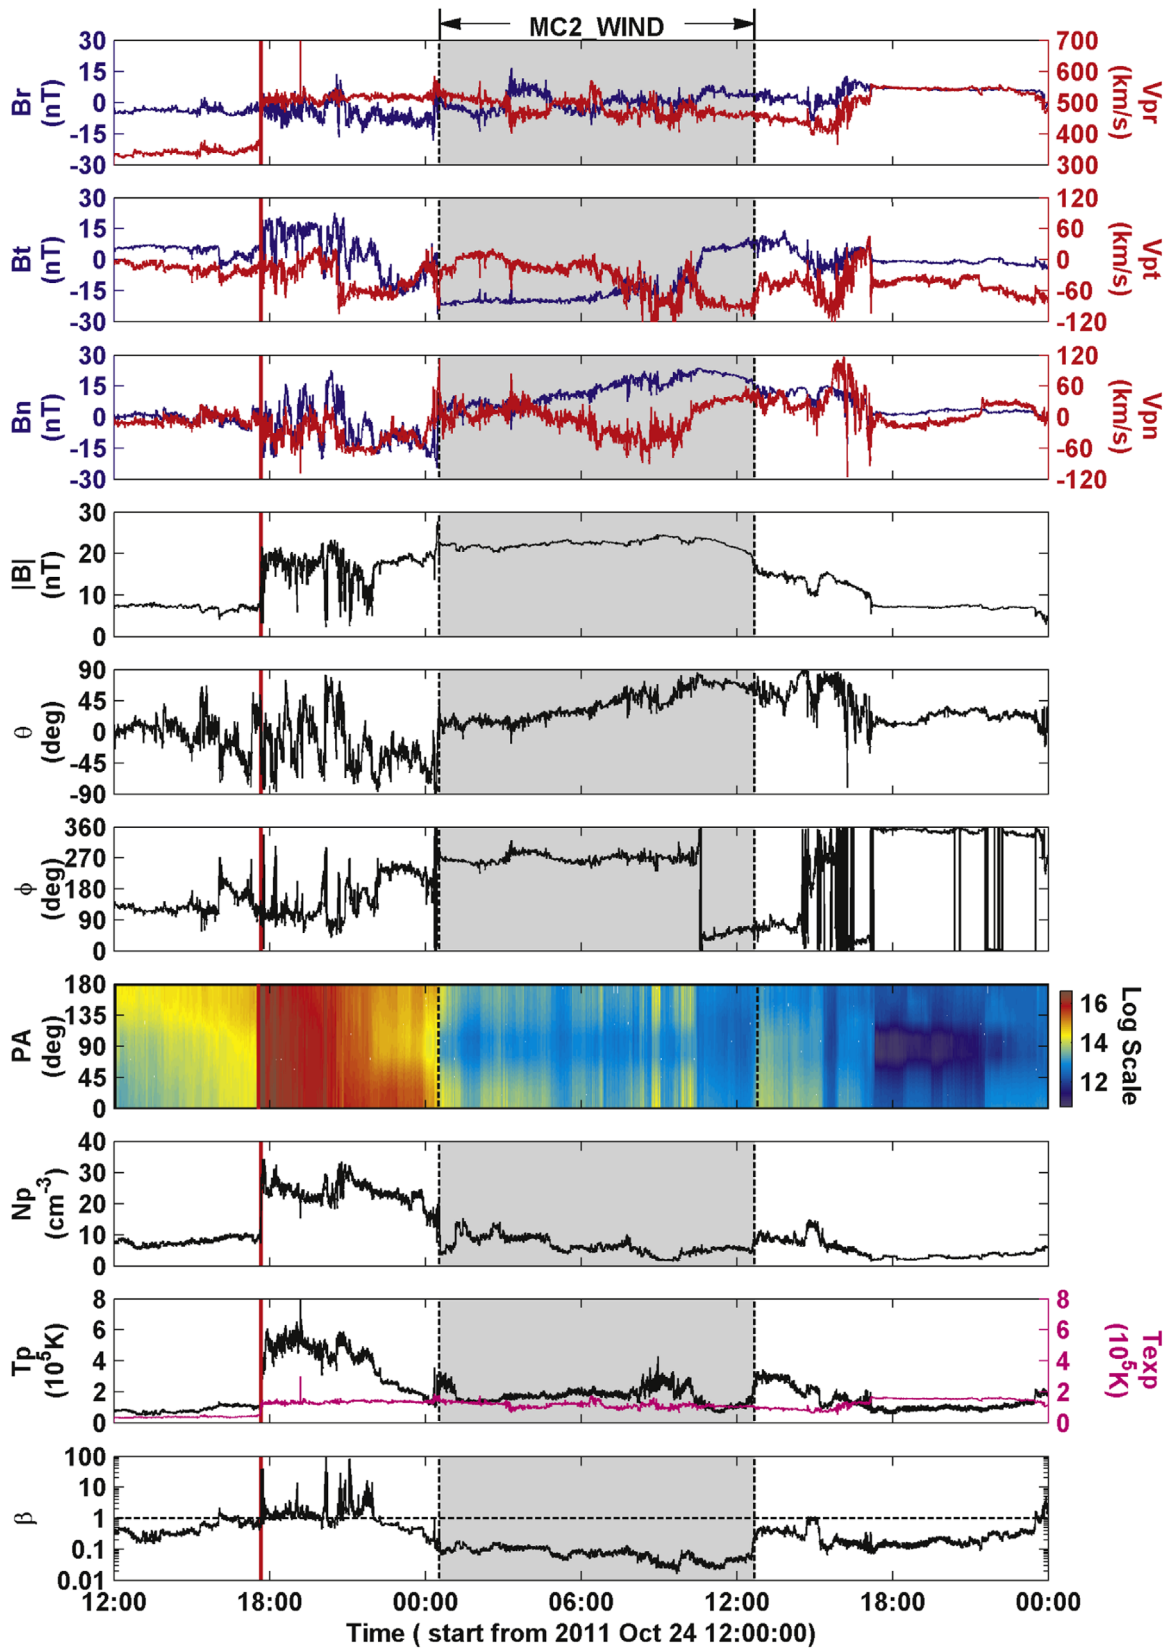 MC2_WIND
30 15 0 -15 -30
Br (nT)
700 600 500 400 300
Vpr (km/s)
30 15 0 -15 -30
Bt (nT)
120 60 0 -60 -120
Vpt (km/s)
30 15 0 -15 -30
Bn (nT)
120 60 0 -60 -120
Vpn (km/s)
30 20 10 0
|B| (nT)
90 45 0 -45 -90
θ (deg)
360 270 180 90 0
ϕ (deg)
180 135 90 45 0
PA (deg)
16 14 12
Log Scale
40 30 20 10 0
Np (cm⁻³)
8 6 4 2 0
Tp (10⁵K)
8 6 4 2 0
Texp (10⁵K)
100 10 1 0.1 0.01
β
12:00 18:00 00:00 06:00 12:00 18:00 00:00
Time ( start from 2011 Oct 24 12:00:00)